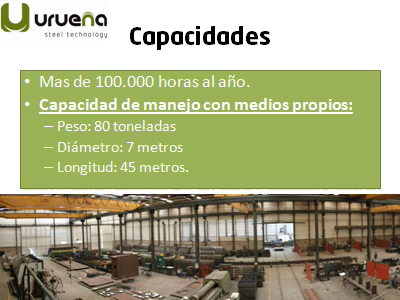 urueña
steel technology
Capacidades
• Mas de 100.000 horas al año.
• Capacidad de manejo con medios propios:
– Peso: 80 toneladas
– Diámetro: 7 metros
– Longitud: 45 metros.